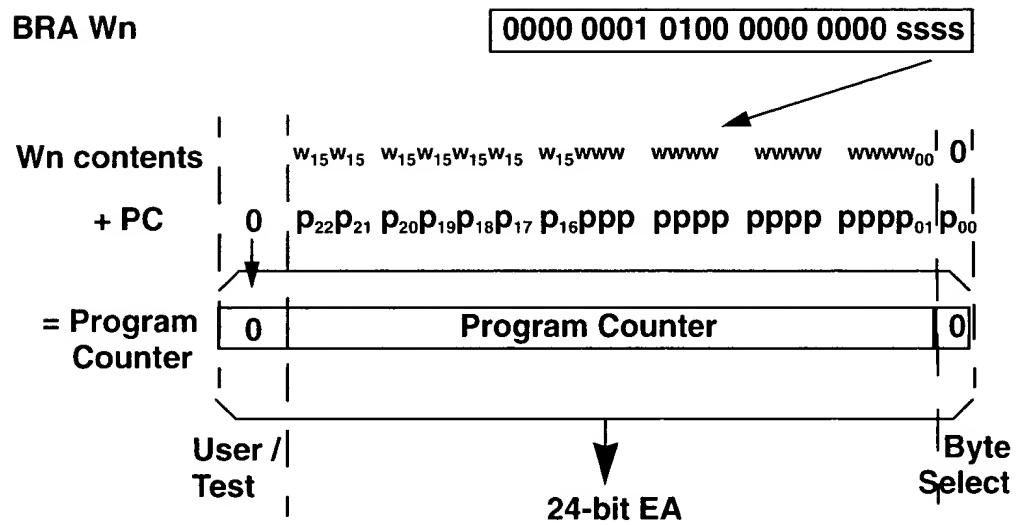 BRA Wn
0000 0001 0100 0000 0000 ssss
Wn contents w₁₅w₁₅ w₁₅w₁₅w₁₅w₁₅ w₁₅www wwww wwww wwww₀₀ 0
+ PC 0 p₂₂p₂₁ p₂₀p₁₉p₁₈p₁₇ p₁₆ppp pppp pppp pppp₀₁ p₀₀
= Program Counter 0 Program Counter 0
User / Test
Byte Select
24-bit EA